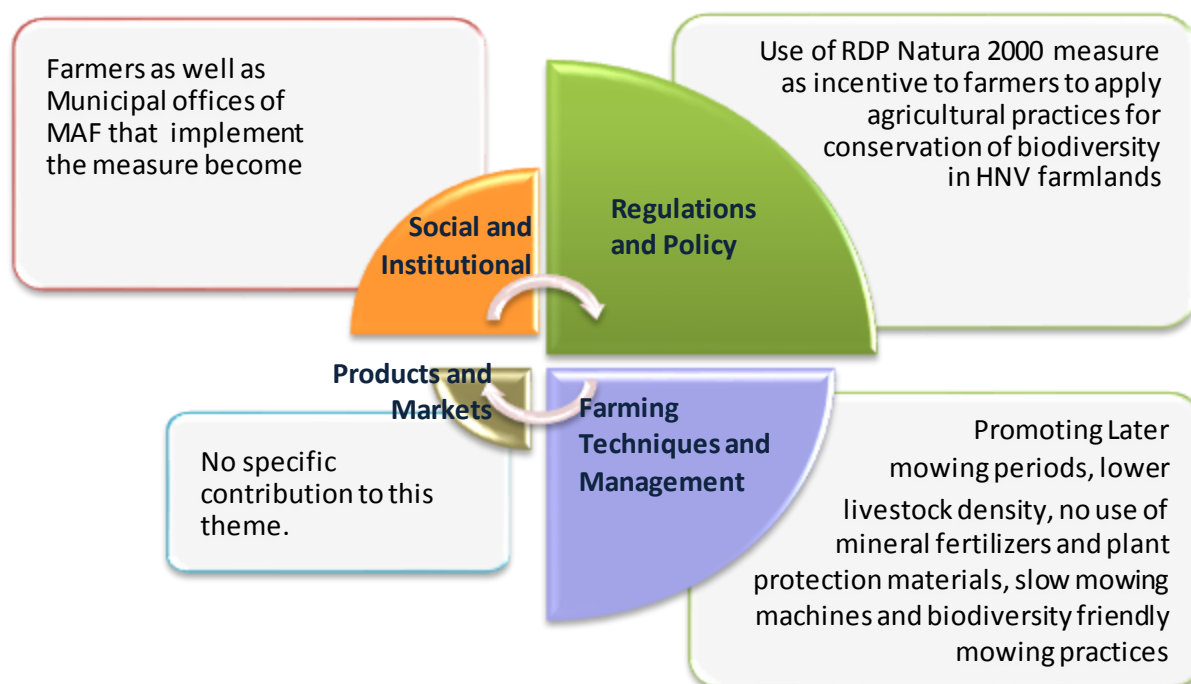 Farmers as well as
Municipal offices of
MAF that implement
the measure become
Use of RDP Natura 2000 measure
as incentive to farmers to apply
agricultural practices for
conservation of biodiversity
in HNV farmlands
Social and
Institutional
Regulations
and Policy
Products and
Markets
Farming
Techniques and
Management
No specific
contribution to this
theme.
Promoting Later
mowing periods, lower
livestock density, no use of
mineral fertilizers and plant
protection materials, slow mowing
machines and biodiversity friendly
mowing practices